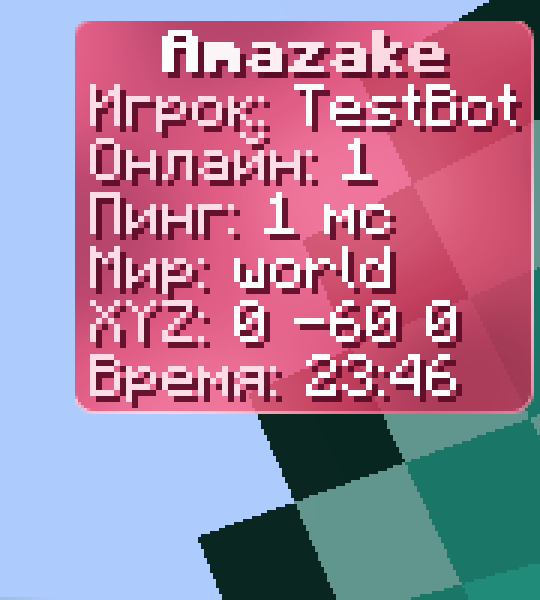 Amazake
Игрок: TestBot
Онлайн: 1
Пинг: 1 мс
Мир: world
XYZ: 0 -60 0
Время: 23:46